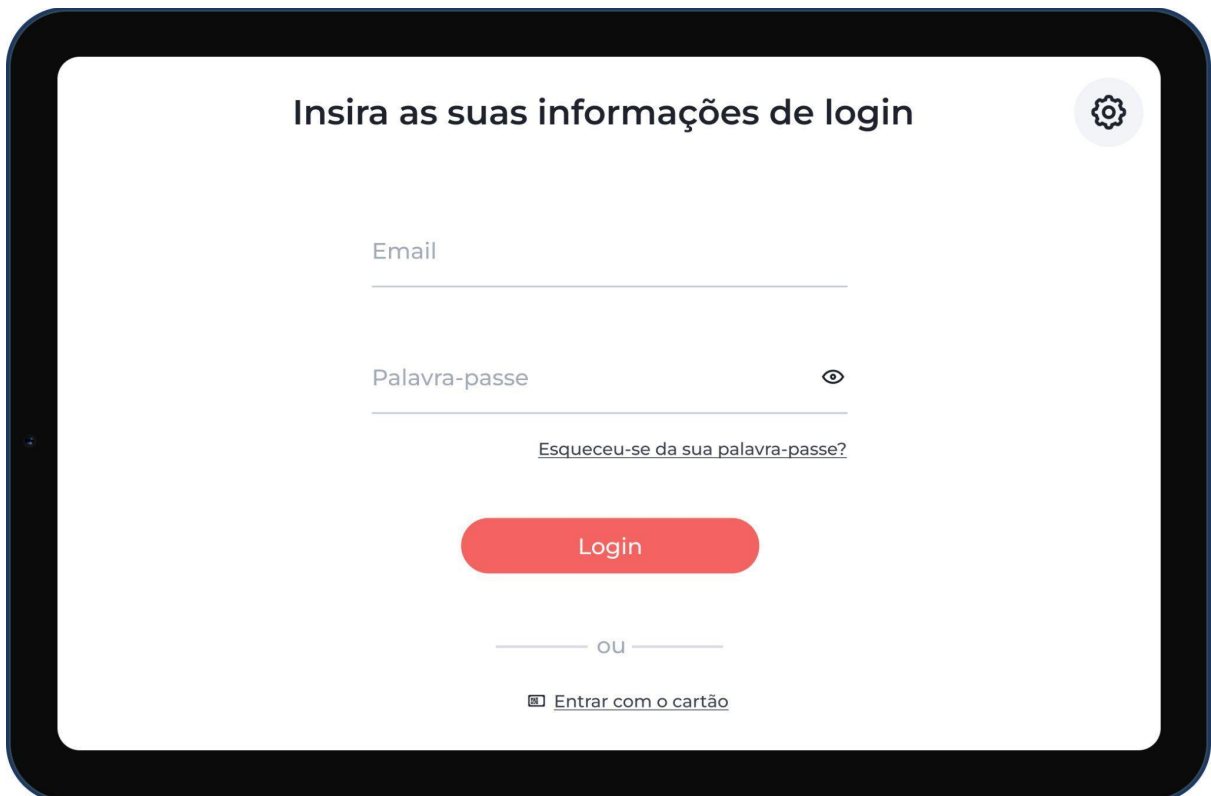 Insira as suas informações de login
Email
Palavra-passe
Esqueceu-se da sua palavra-passe?
Login
ou
Entrar com o cartão